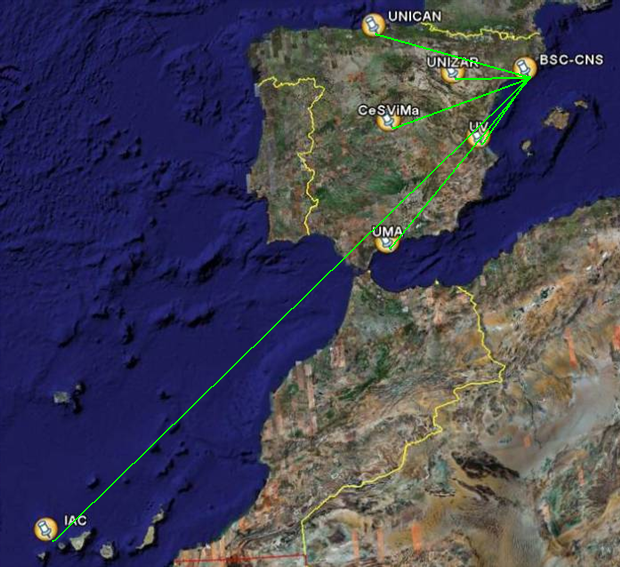 UNICAN
UNIZAR
BSC-CNS
CeSViMa
UV
UMA
IAC